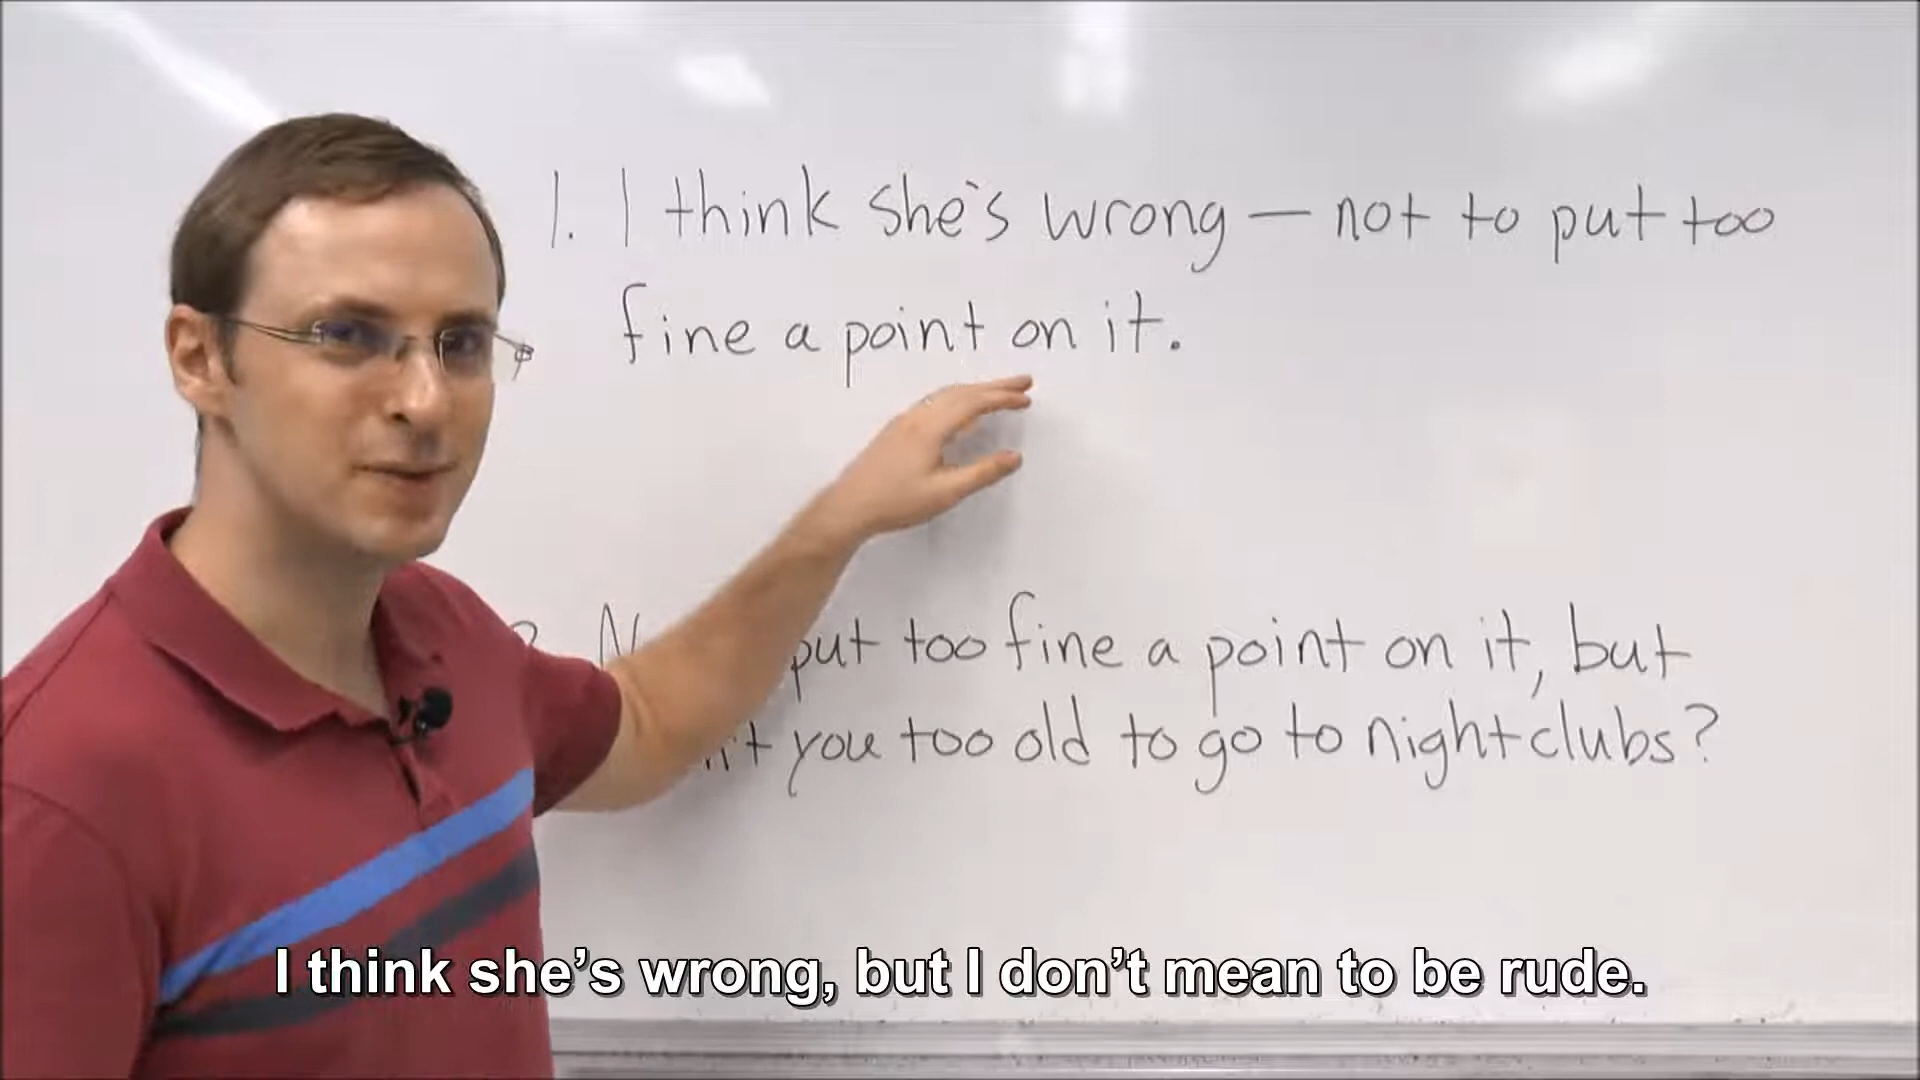 1. I think she's wrong — not to put too
fine a point on it.
put too fine a point on it, but
you too old to go to nightclubs?
I think she's wrong, but I don't mean to be rude.